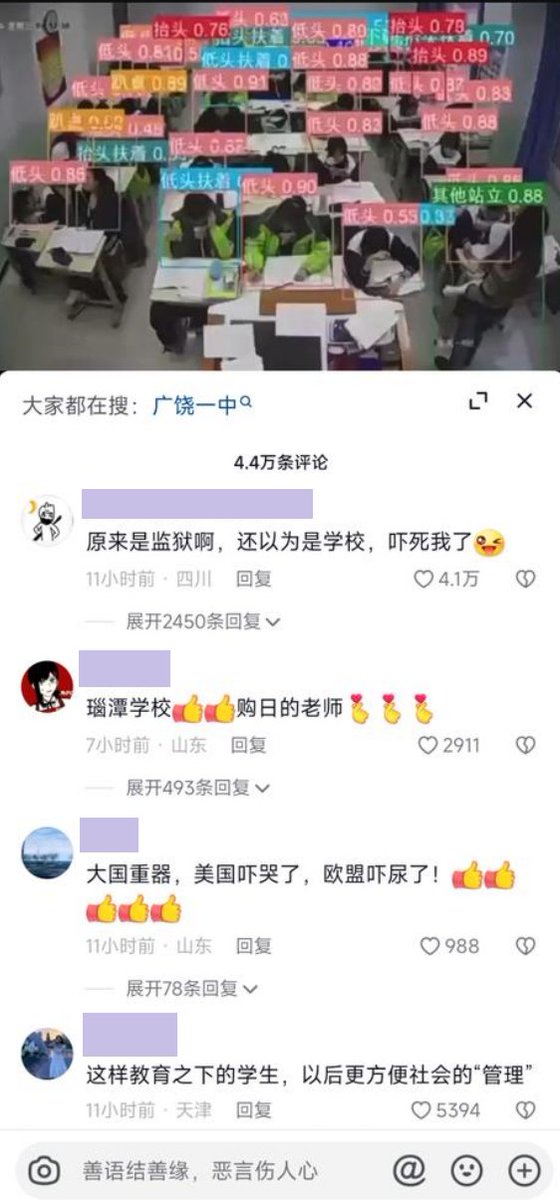 抬头 0.76
低头 0.63
低头 0.80
抬头 0.79
抬头扶着
0.70
低头 0.81
低头扶着 0
低头 0.88
抬头 0.89
低头
趴桌 0.89
低头 0.91
低头 0.80
低头 0.87
0.83
趴桌 0.62
0.48
低头 0.83
低头 0.88
抬头扶着 0.
低头 0.87
低头 0.85
低头扶着
低头 0.90
其他站立 0.88
低头 0.55
0.33
大家都在搜：广饶一中
4.4万条评论
原来是监狱啊，还以为是学校，吓死我了😜
11小时前 · 四川 回复 4.1万
展开2450条回复
瑙潭学校👍👍购日的老师
7小时前 · 山东 回复 2911
展开493条回复
大国重器，美国吓哭了，欧盟吓尿了！👍👍
👍👍👍
11小时前 · 山东 回复 988
展开78条回复
这样教育之下的学生，以后更方便社会的“管理”
11小时前 · 天津 回复 5394
善语结善缘，恶言伤人心